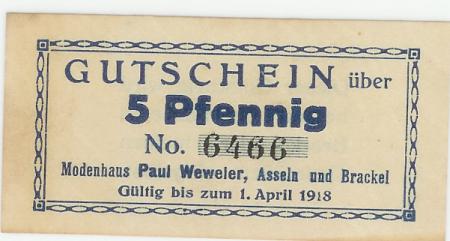 GUTSCHEIN über
5 Pfennig
No. 6466
Modenhaus Paul Weweler, Asseln und Brackel
Gültig bis zum 1. April 1918